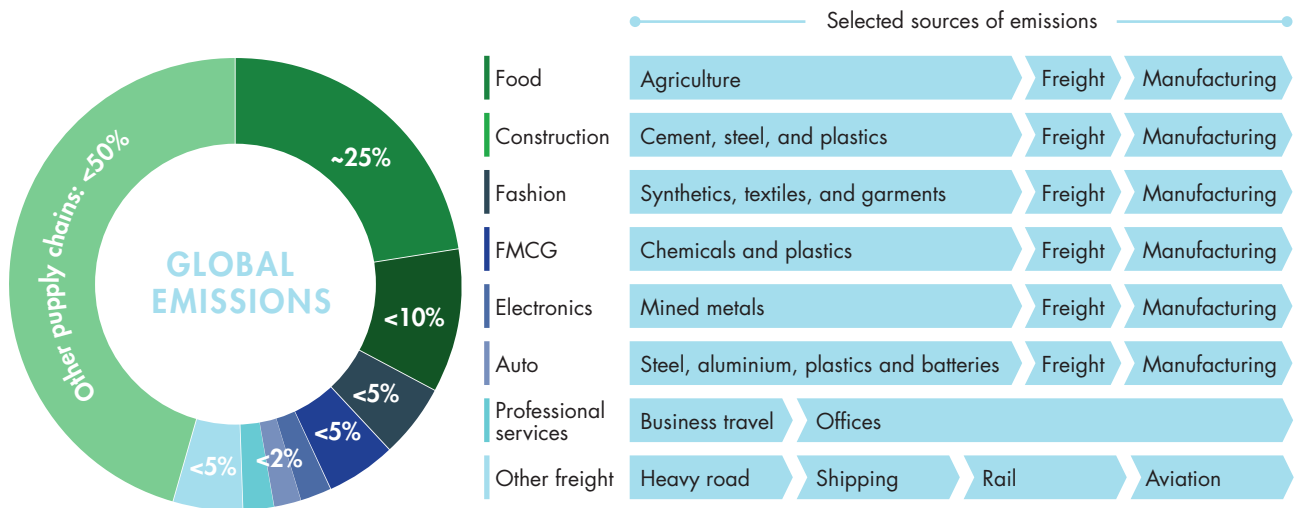 Selected sources of emissions
Other pupply chains: <50%
~25%
<10%
<5%
<5%
<2%
<5%
GLOBAL
EMISSIONS
Food
Agriculture
Freight
Manufacturing
Construction
Cement, steel, and plastics
Freight
Manufacturing
Fashion
Synthetics, textiles, and garments
Freight
Manufacturing
FMCG
Chemicals and plastics
Freight
Manufacturing
Electronics
Mined metals
Freight
Manufacturing
Auto
Steel, aluminium, plastics and batteries
Freight
Manufacturing
Professional
services
Business travel
Offices
Other freight
Heavy road
Shipping
Rail
Aviation